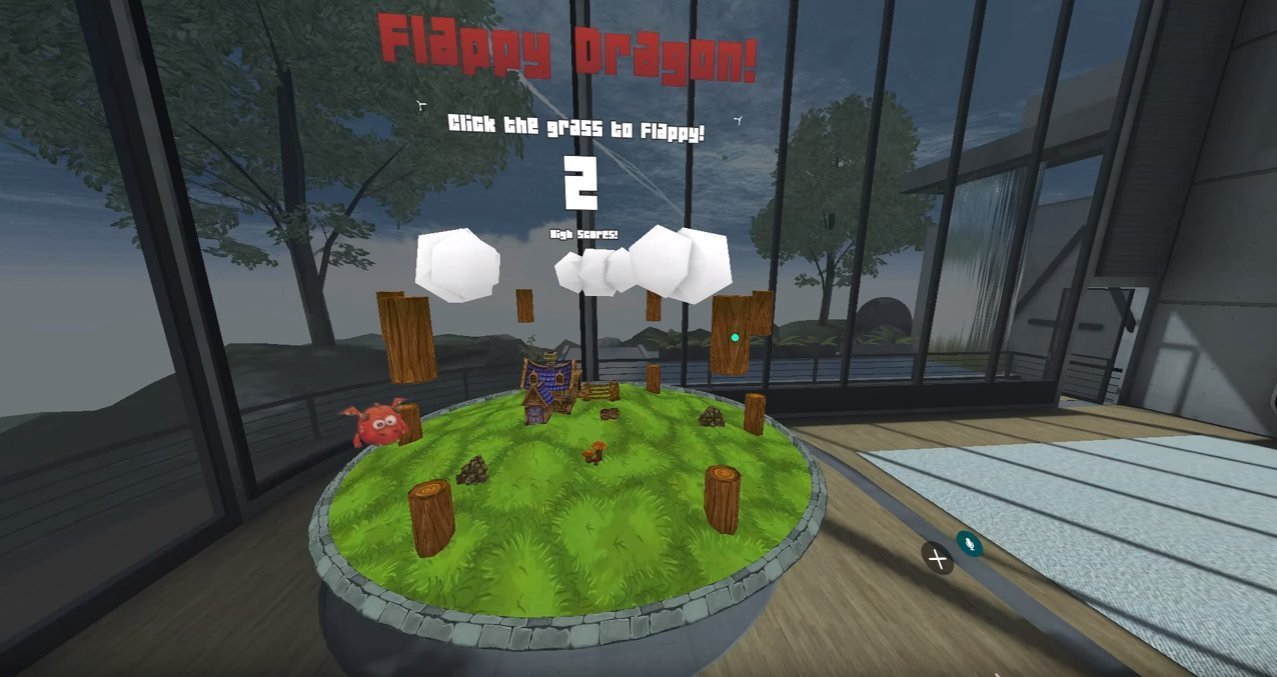 Flappy Dragon!
Click the grass to Flappy!
2
High Scores!